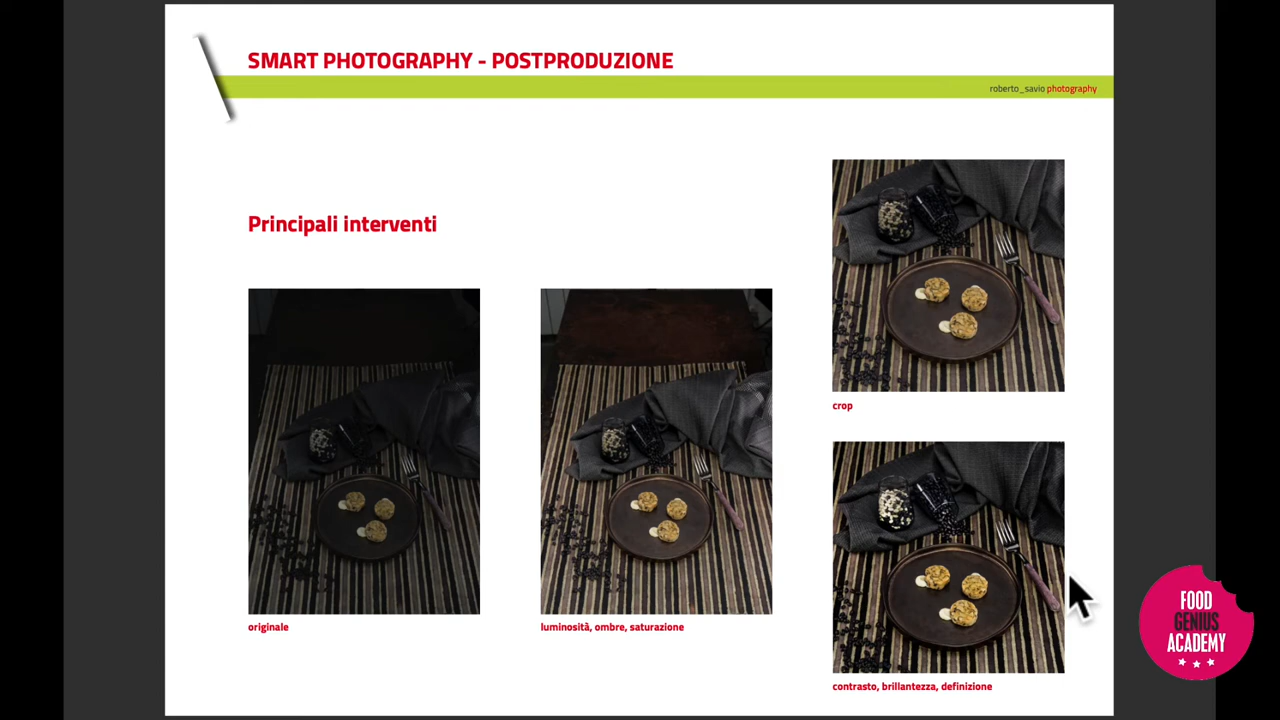 SMART PHOTOGRAPHY - POSTPRODUZIONE
roberto_savio photography
Principali interventi
originale
luminosità, ombre, saturazione
crop
contrasto, brillantezza, definizione
FOOD
GENIUS
ACADEMY